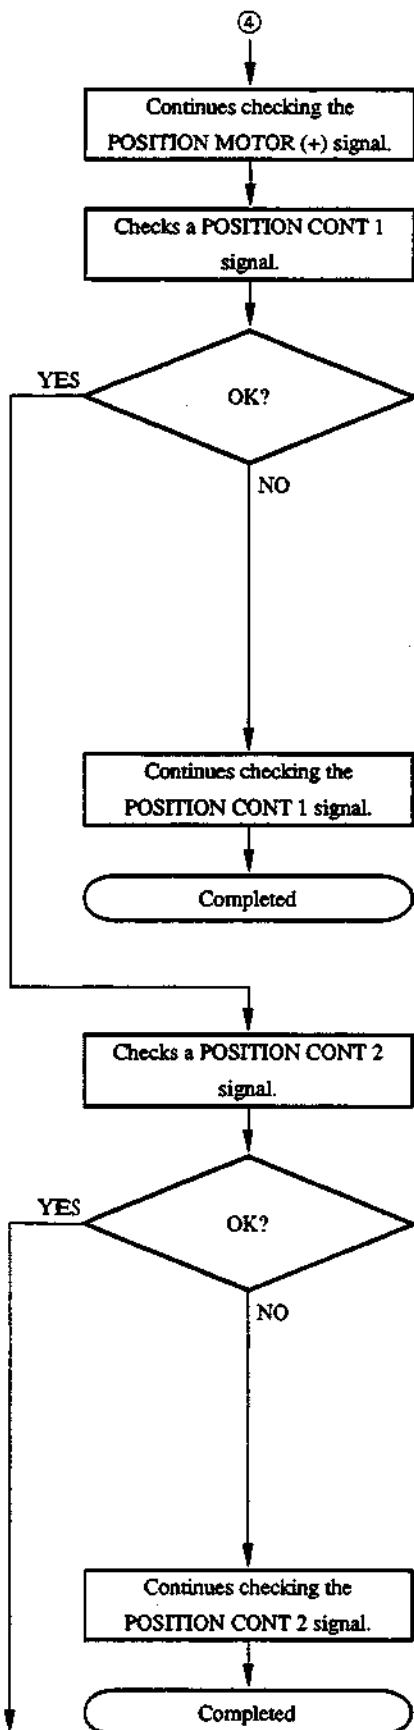 ④
Continues checking the
POSITION MOTOR (+) signal.
Checks a POSITION CONT 1
signal.
YES
OK?
NO
Continues checking the
POSITION CONT 1 signal.
Completed
Checks a POSITION CONT 2
signal.
YES
OK?
NO
Continues checking the
POSITION CONT 2 signal.
Completed